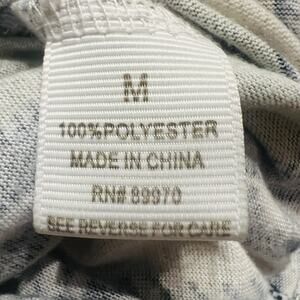 M
100%POLYESTER
MADE IN CHINA
RN# 89970
SEE REVERSE FOR CARE